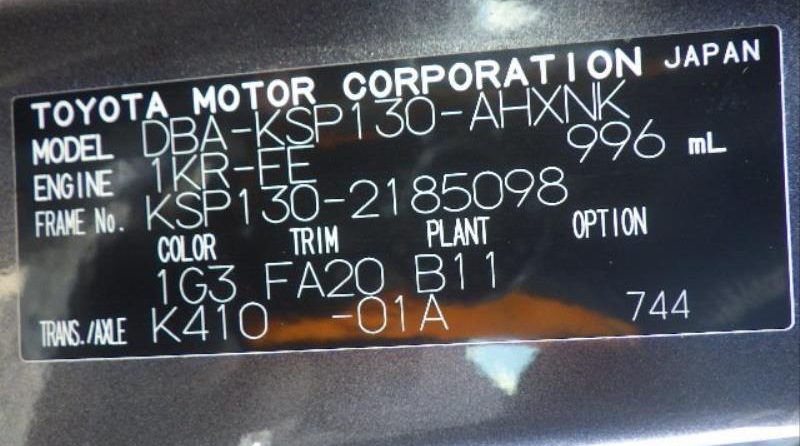 TOYOTA MOTOR CORPORATION JAPAN
MODEL DBA-KSP130-AHXNK
ENGINE 1KR-FE 996 mL
FRAME No. KSP130-2185098
COLOR TRIM PLANT OPTION
1G3 FA20 B11
TRANS./AXLE K410 -01A 744